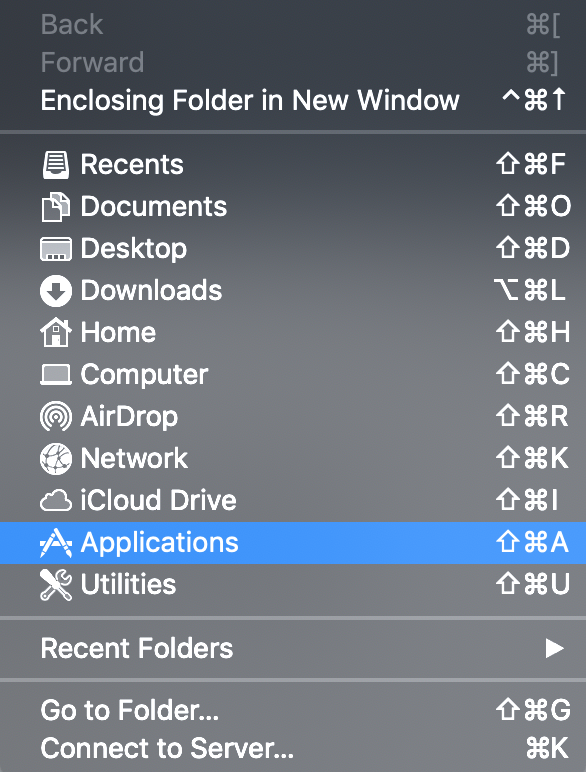 Back ⌘[
Forward ⌘]
Enclosing Folder in New Window ^⌘↑
Recents ⇧⌘F
Documents ⇧⌘O
Desktop ⇧⌘D
Downloads ⌥⌘L
Home ⇧⌘H
Computer ⇧⌘C
AirDrop ⇧⌘R
Network ⇧⌘K
iCloud Drive ⇧⌘I
Applications ⇧⌘A
Utilities ⇧⌘U
Recent Folders ▶
Go to Folder... ⇧⌘G
Connect to Server... ⌘K